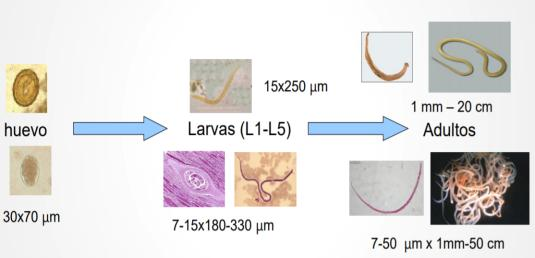 huevo
30x70 µm
15x250 µm
Larvas (L1-L5)
7-15x180-330 µm
1 mm – 20 cm
Adultos
7-50 µm x 1mm-50 cm